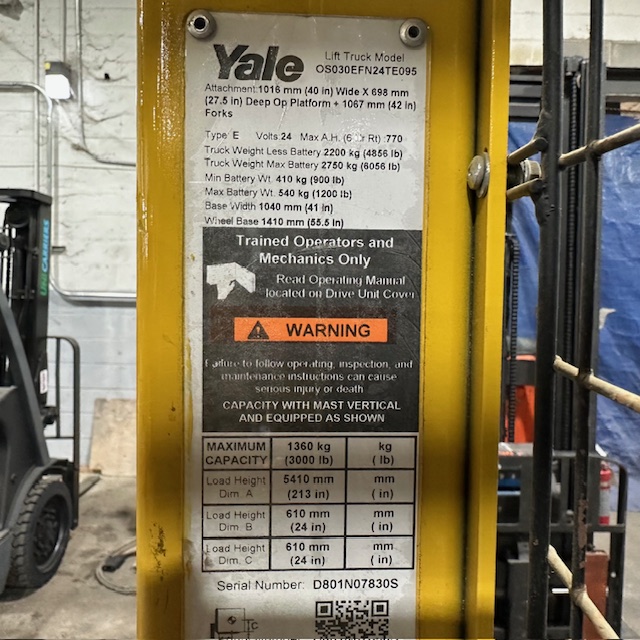 Yale
Lift Truck Model
OS030EFN24TE095
Attachment:1016 mm (40 in) Wide X 698 mm
(27.5 in) Deep Op Platform + 1067 mm (42 in)
Forks
Type E Volts 24 Max A.H. (6 Hr Rt) 770
Truck Weight Less Battery 2200 kg (4856 lb)
Truck Weight Max Battery 2750 kg (6056 lb)
Min Battery Wt. 410 kg (900 lb)
Max Battery Wt. 540 kg (1200 lb)
Base Width 1040 mm (41 in)
Wheel Base 1410 mm (55.5 in)
Trained Operators and
Mechanics Only
Read Operating Manual
located on Drive Unit Cover
WARNING
Failure to follow operating, inspection, and
maintenance instructions can cause
serious injury or death
CAPACITY WITH MAST VERTICAL
AND EQUIPPED AS SHOWN
MAXIMUM CAPACITY 1360 kg (3000 lb) kg ( lb)
Load Height Dim. A 5410 mm (213 in) mm ( in)
Load Height Dim. B 610 mm (24 in) mm ( in)
Load Height Dim. C 610 mm (24 in) mm ( in)
Serial Number: D801N07830S
C
UNICARRIERS